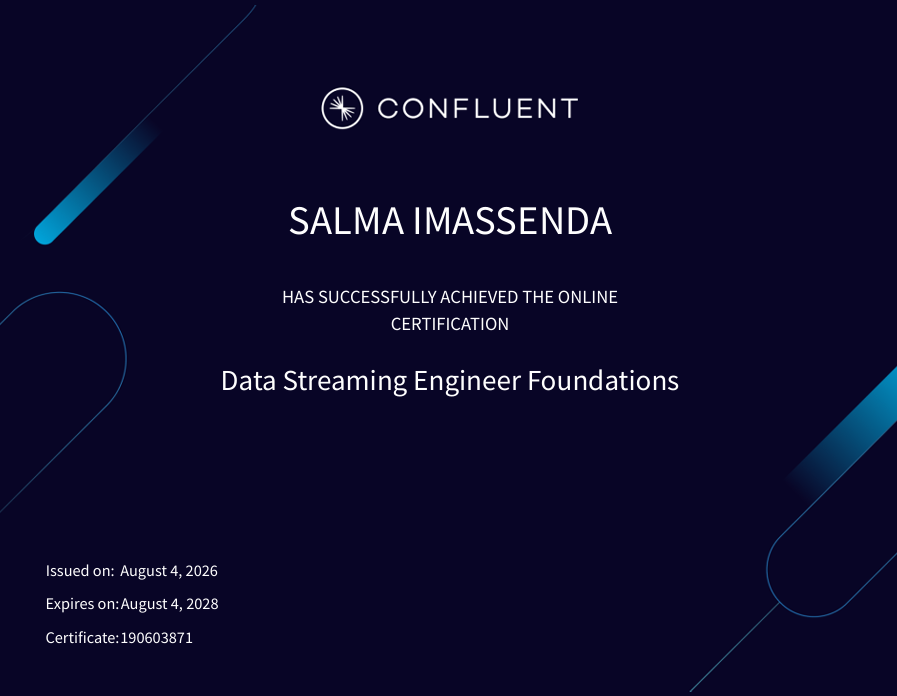 CONFLUENT
SALMA IMASSENDA
HAS SUCCESSFULLY ACHIEVED THE ONLINE
CERTIFICATION
Data Streaming Engineer Foundations
Issued on: August 4, 2026
Expires on: August 4, 2028
Certificate: 190603871